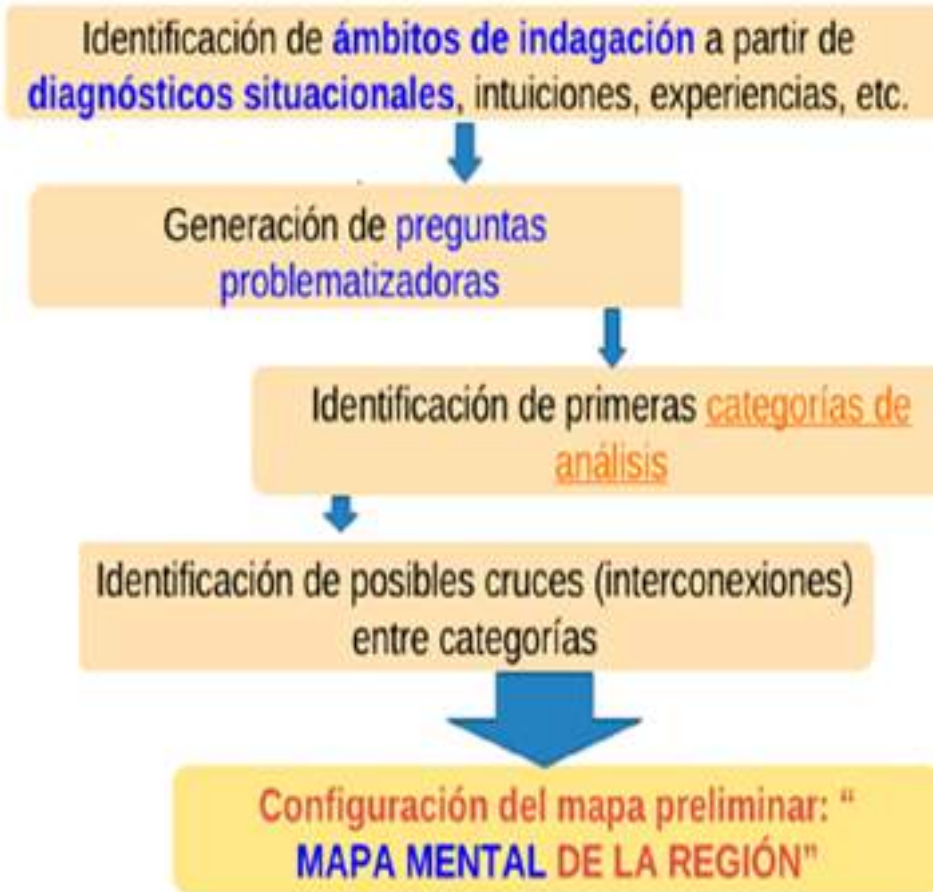 Identificación de ámbitos de indagación a partir de
diagnósticos situacionales, intuiciones, experiencias, etc.
Generación de preguntas
problematizadoras
Identificación de primeras categorías de
análisis
Identificación de posibles cruces (interconexiones)
entre categorías
Configuración del mapa preliminar: “
MAPA MENTAL DE LA REGIÓN”